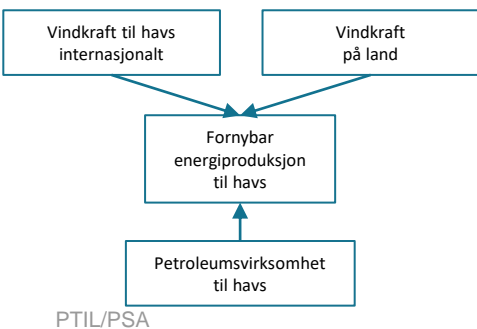 Vindkraft til havs
internasjonalt
Vindkraft
på land
Fornybar
energiproduksjon
til havs
Petroleumsvirksomhet
til havs
PTIL/PSA